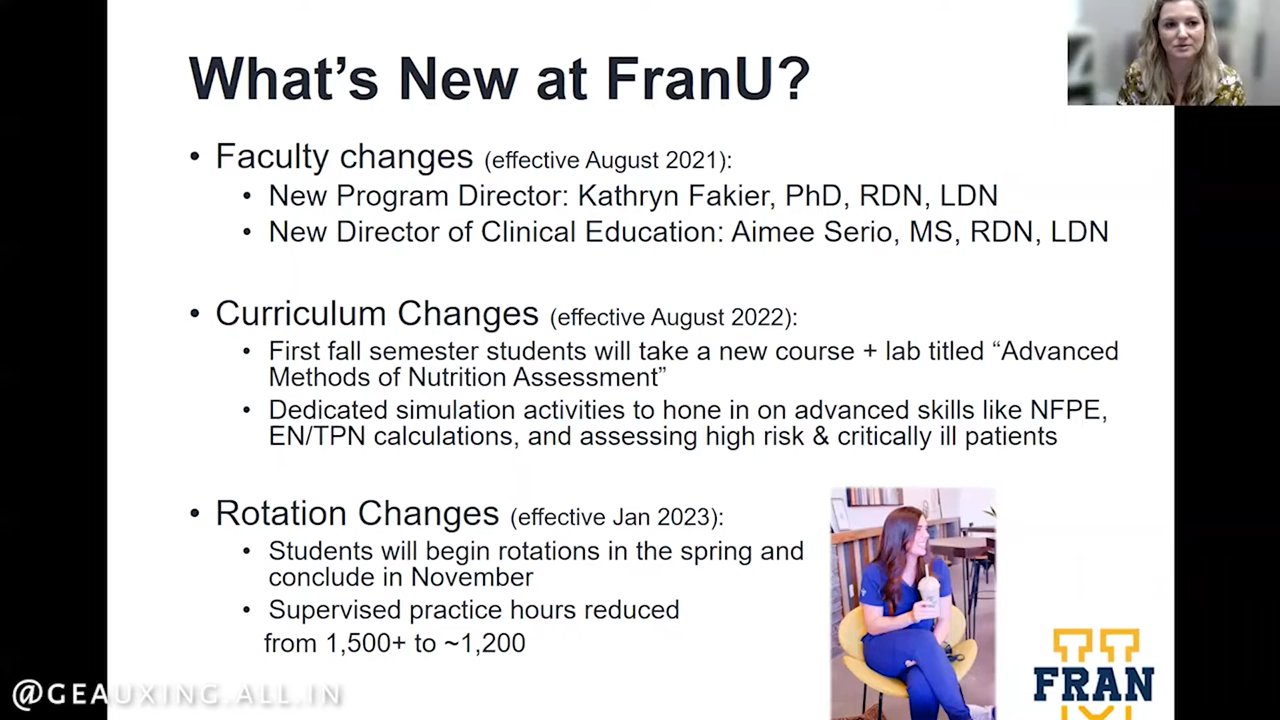 What's New at FranU?
• Faculty changes (effective August 2021):
• New Program Director: Kathryn Fakier, PhD, RDN, LDN
• New Director of Clinical Education: Aimee Serio, MS, RDN, LDN
• Curriculum Changes (effective August 2022):
• First fall semester students will take a new course + lab titled “Advanced
Methods of Nutrition Assessment”
• Dedicated simulation activities to hone in on advanced skills like NFPE,
EN/TPN calculations, and assessing high risk & critically ill patients
• Rotation Changes (effective Jan 2023):
• Students will begin rotations in the spring and
conclude in November
• Supervised practice hours reduced
from 1,500+ to ~1,200
@GEAUXING.ALL.IN
U
FRAN